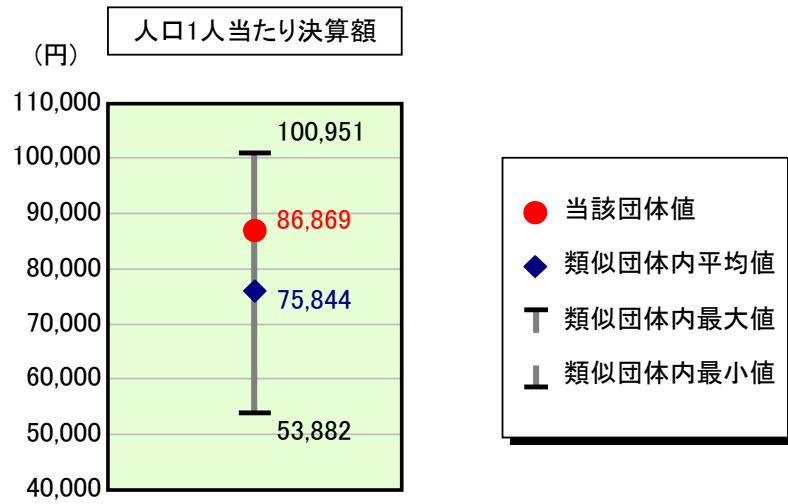 人口1人当たり決算額
(円)
110,000
100,000
90,000
80,000
70,000
60,000
50,000
40,000
100,951
86,869
75,844
53,882
当該団体値
類似団体内平均値
類似団体内最大値
類似団体内最小値